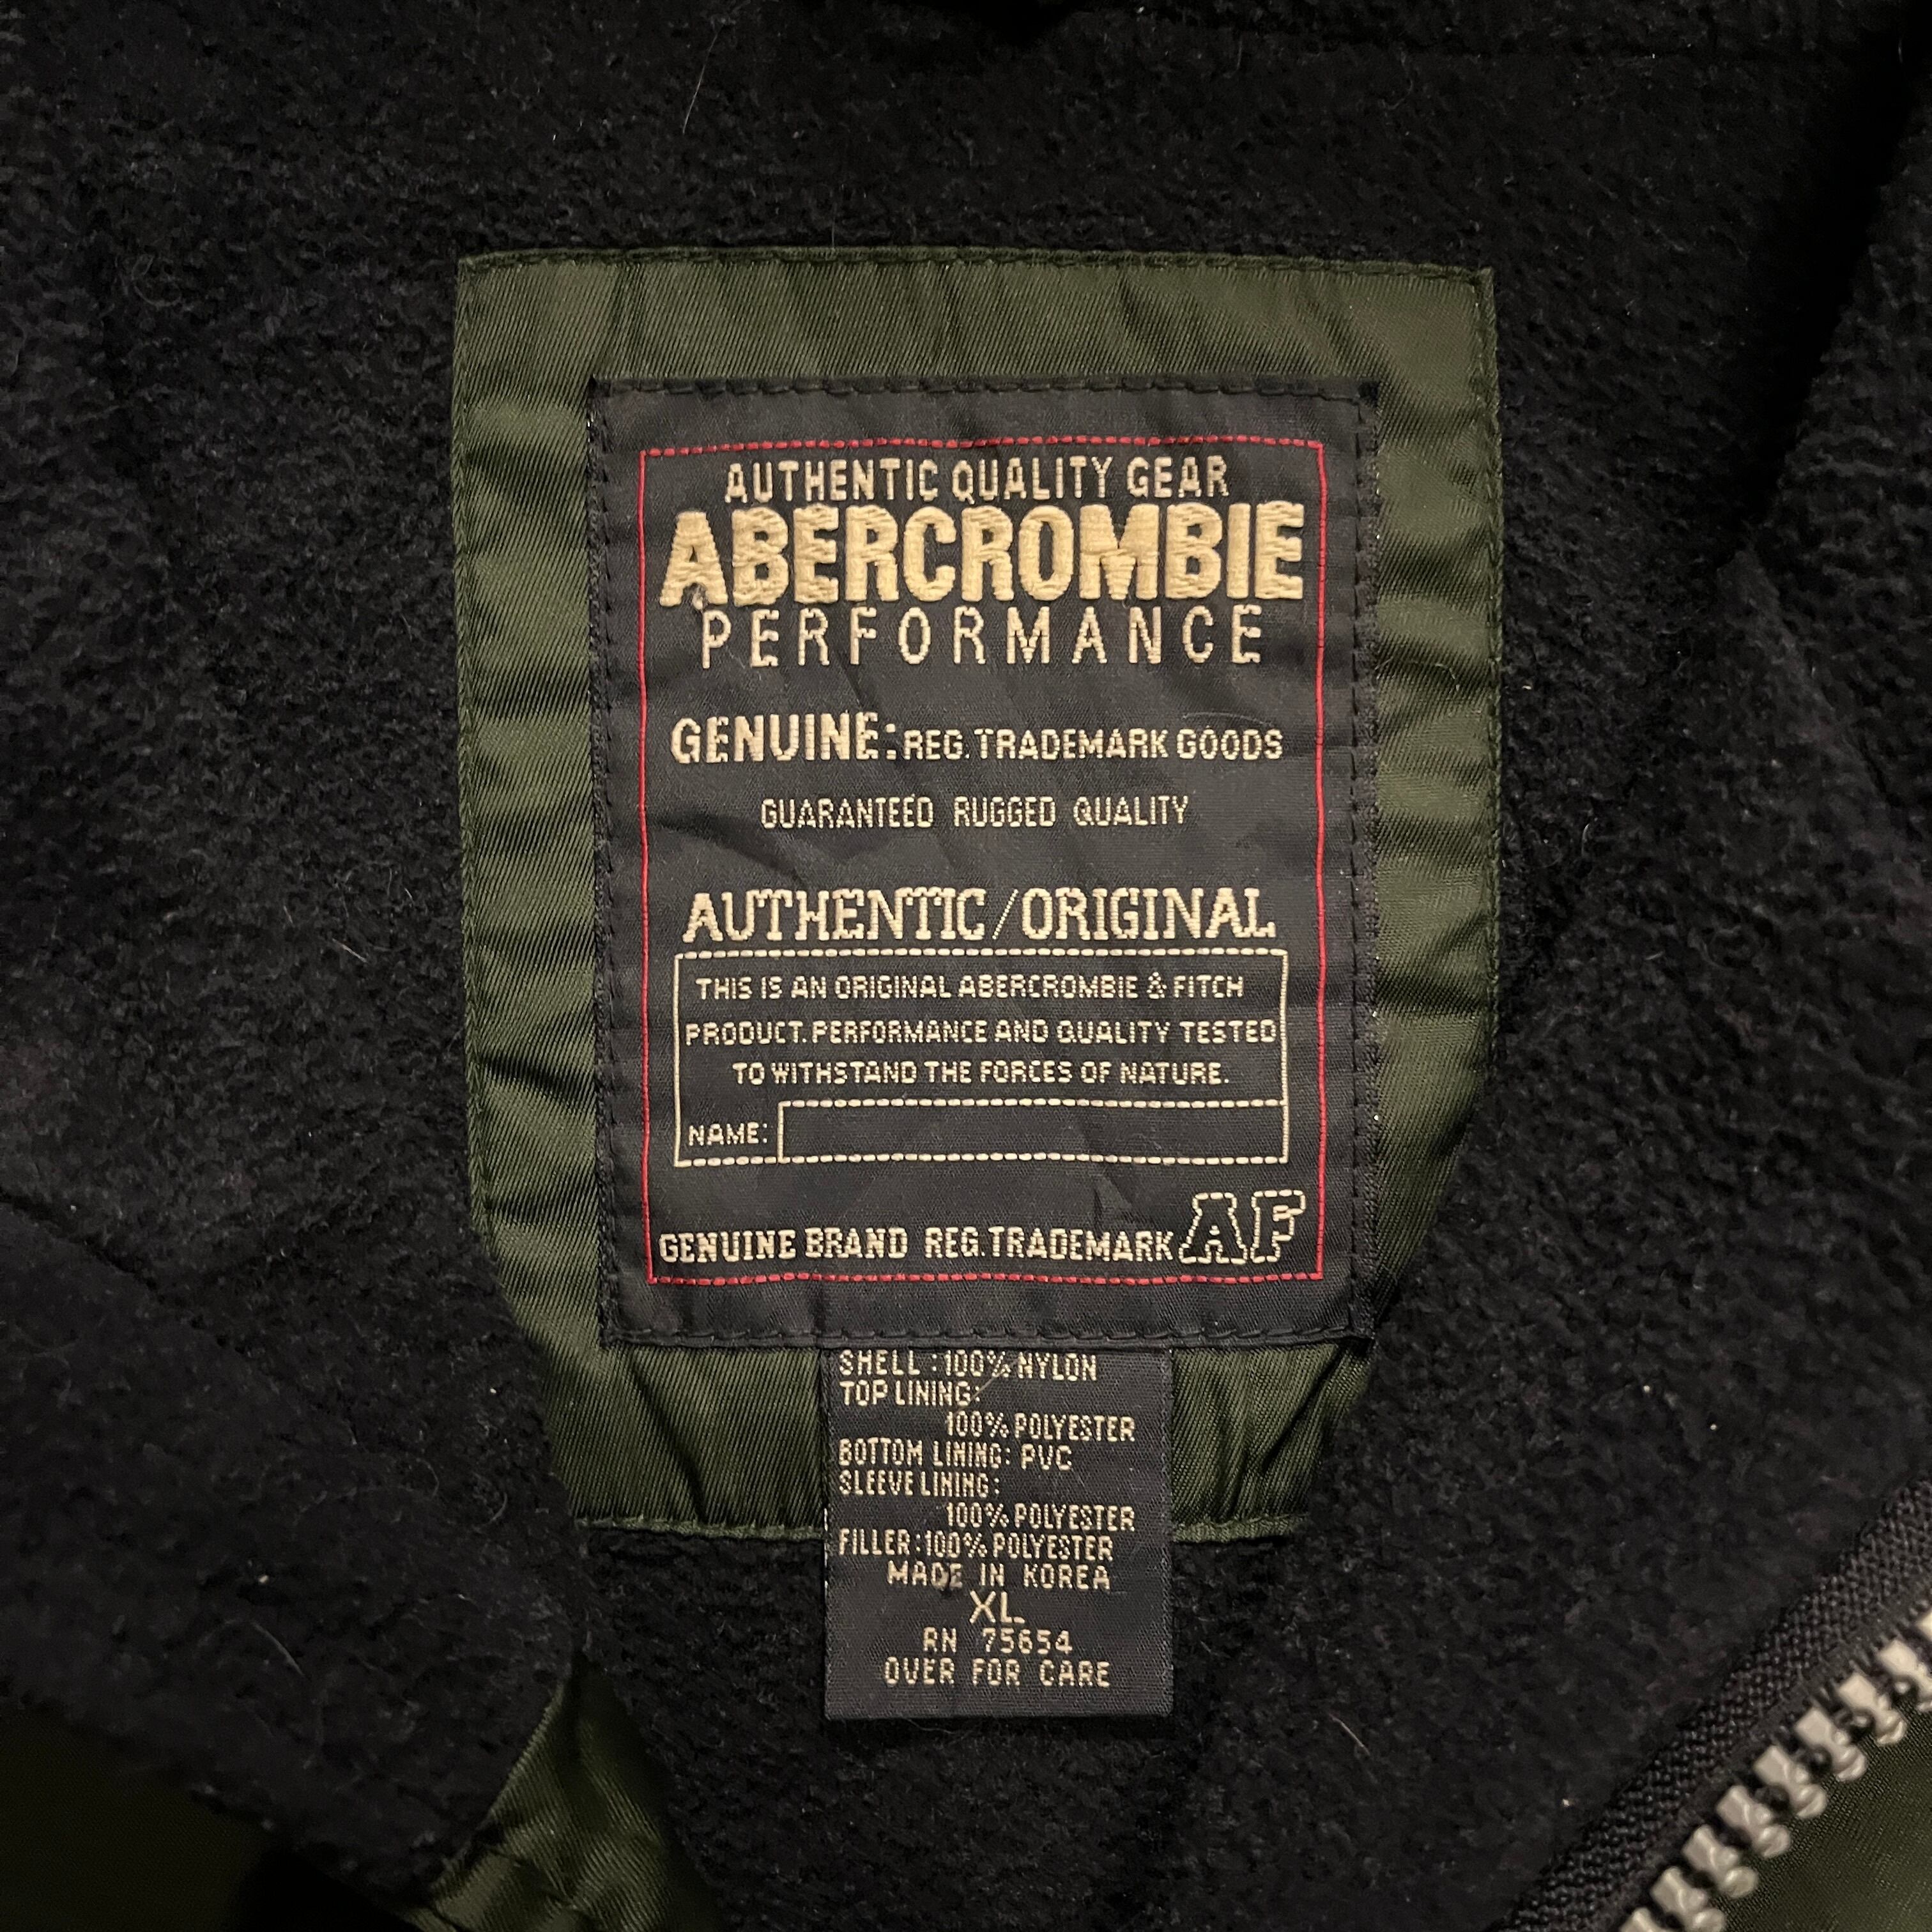 AUTHENTIC QUALITY GEAR
ABERCROMBIE
PERFORMANCE
GENUINE: REG. TRADEMARK GOODS
GUARANTEED RUGGED QUALITY
AUTHENTIC/ORIGINAL
THIS IS AN ORIGINAL ABERCROMBIE & FITCH
PRODUCT. PERFORMANCE AND QUALITY TESTED
TO WITHSTAND THE FORCES OF NATURE.
NAME:
GENUINE BRAND REG. TRADEMARK AF
SHELL : 100% NYLON
TOP LINING:
100% POLYESTER
BOTTOM LINING: PVC
SLEEVE LINING:
100% POLYESTER
FILLER: 100% POLYESTER
MADE IN KOREA
XL
RN 75654
OVER FOR CARE